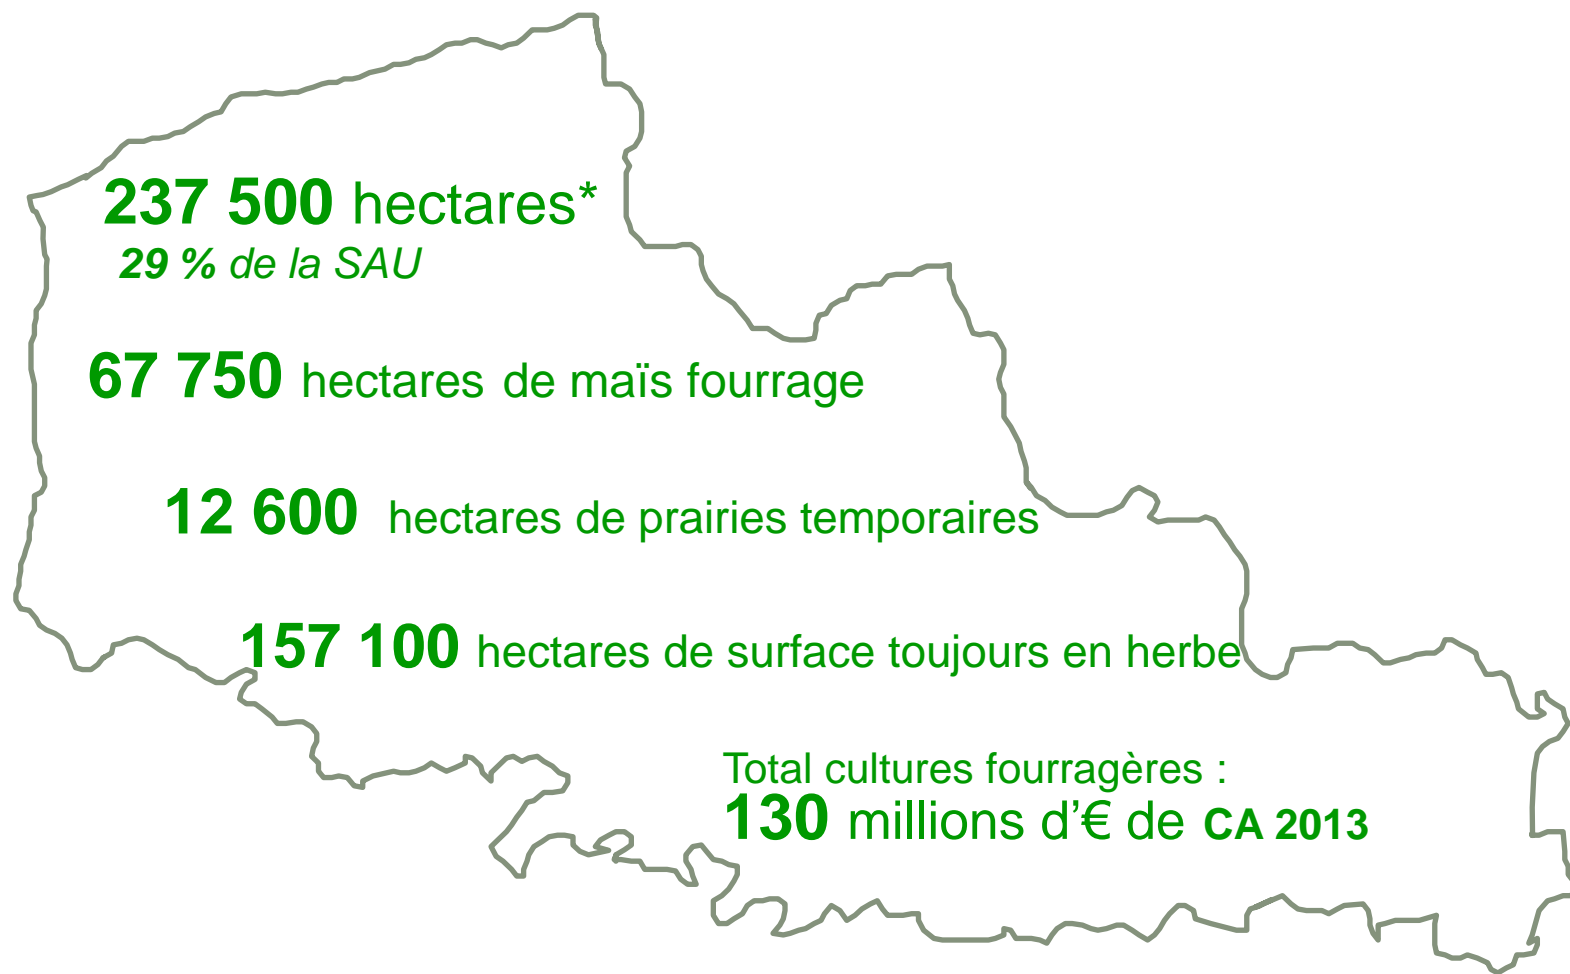 237 500 hectares*
29 % de la SAU
67 750 hectares de maïs fourrage
12 600 hectares de prairies temporaires
157 100 hectares de surface toujours en herbe
Total cultures fourragères :
130 millions d’€ de CA 2013